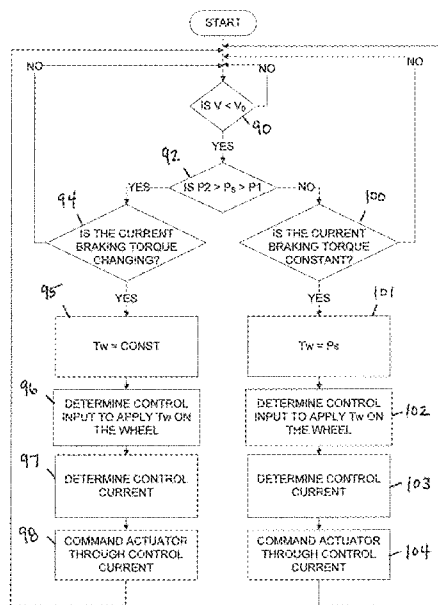 START
NO
NO
NO
IS V < V₀
90
YES
92
IS P2 > Ps > P1
YES
NO
94
100
IS THE CURRENT
BRAKING TORQUE
CHANGING?
IS THE CURRENT
BRAKING TORQUE
CONSTANT?
YES
YES
95
101
Tw = CONST
Tw = Ps
96
DETERMINE CONTROL
INPUT TO APPLY Tw ON
THE WHEEL
DETERMINE CONTROL
INPUT TO APPLY Tw ON
THE WHEEL
102
97
DETERMINE CONTROL
CURRENT
DETERMINE CONTROL
CURRENT
103
98
COMMAND ACTUATOR
THROUGH CONTROL
CURRENT
COMMAND ACTUATOR
THROUGH CONTROL
CURRENT
104